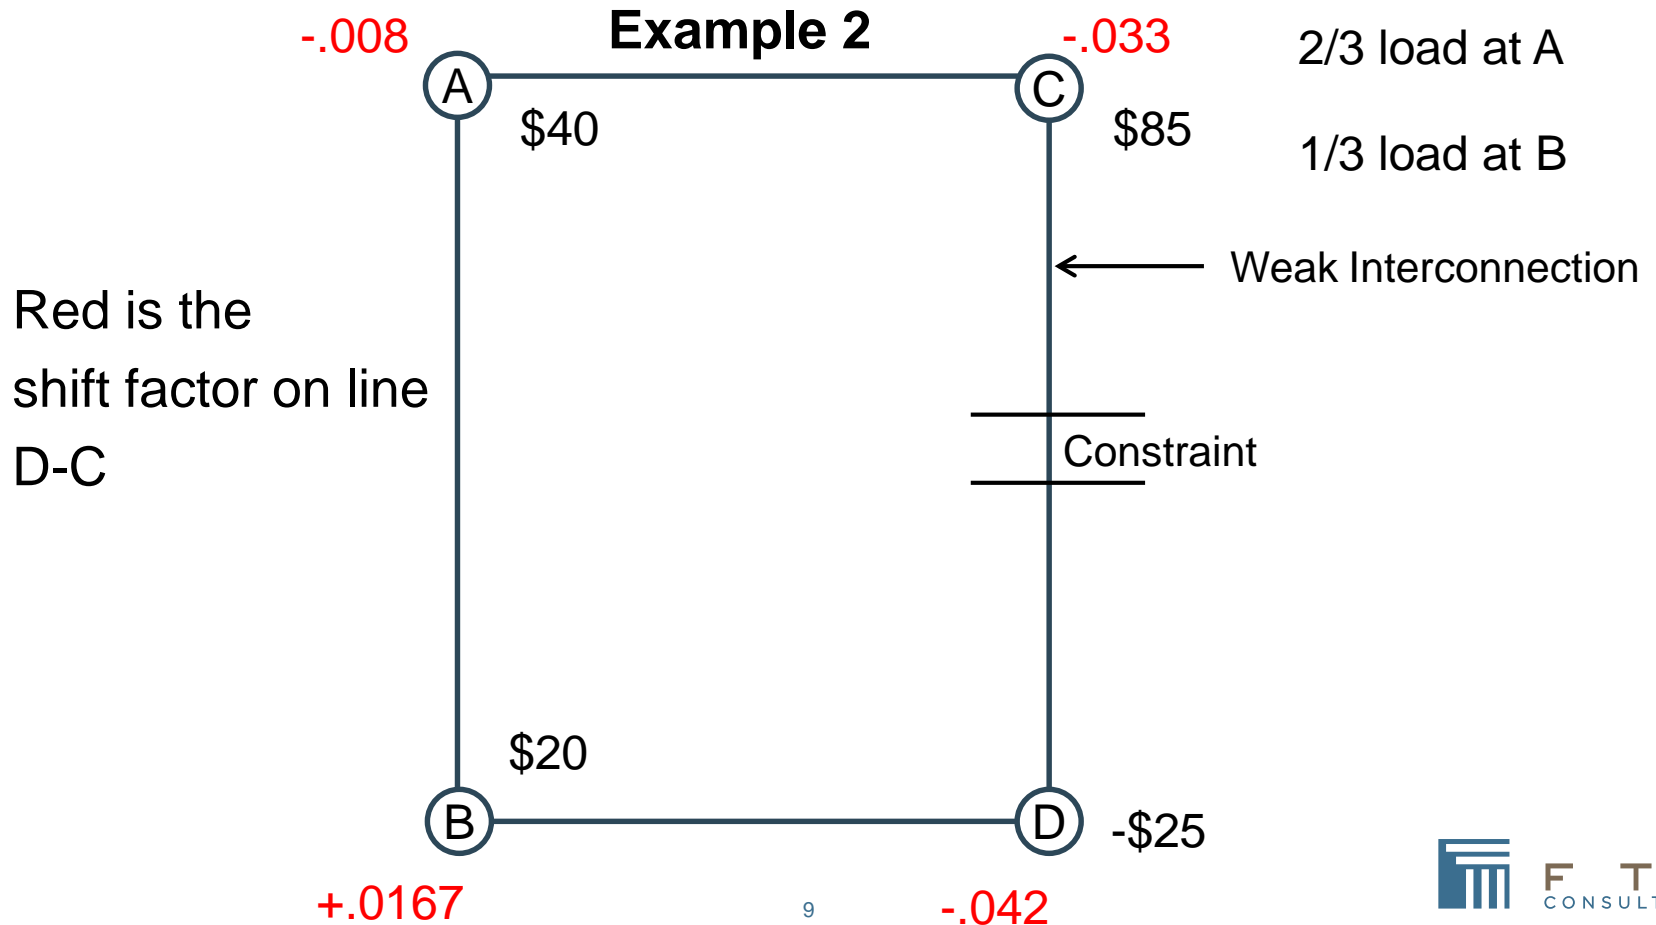 Example 2
-.008
-.033
2/3 load at A
A
C
$40
$85
1/3 load at B
Weak Interconnection
Red is the
shift factor on line
D-C
Constraint
$20
B
D
-$25
+.0167
9
-.042
F T
CONSULT